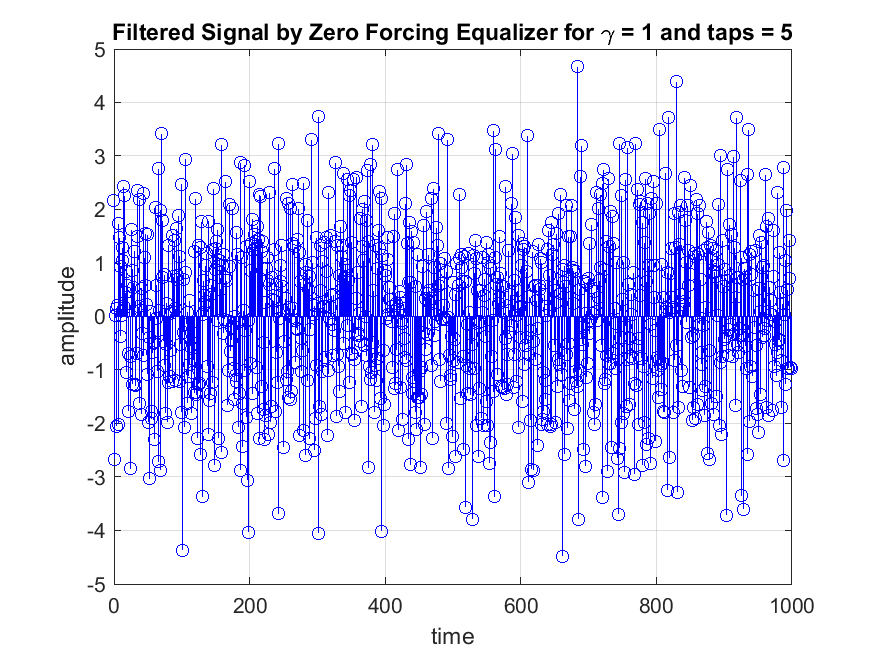 Filtered Signal by Zero Forcing Equalizer for γ = 1 and taps = 5
5
4
3
2
1
0
-1
-2
-3
-4
-5
amplitude
0 200 400 600 800 1000
time